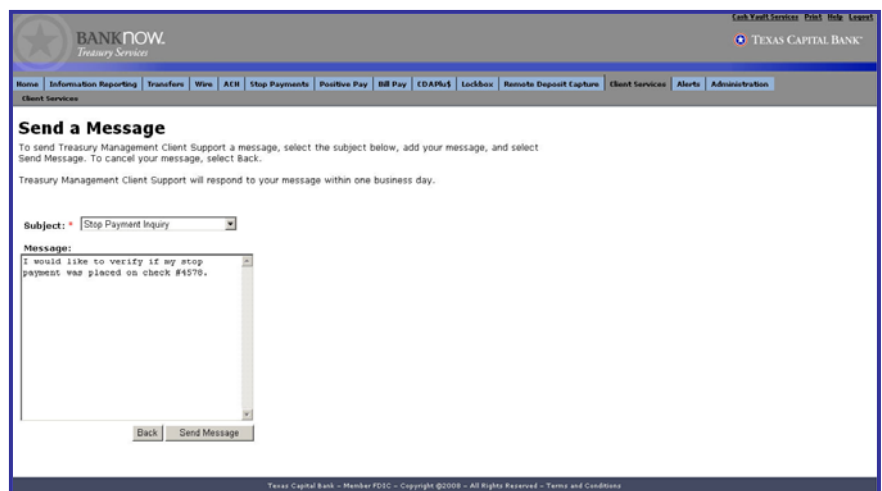 Cash Vault Services Print Help Logout
BANKNOW.
Treasury Services
TEXAS CAPITAL BANK
Home Information Reporting Transfers Wire ACH Stop Payments Positive Pay Bill Pay CDAPlu$ Lockbox Remote Deposit Capture Client Services Alerts Administration
Client Services
Send a Message
To send Treasury Management Client Support a message, select the subject below, add your message, and select
Send Message. To cancel your message, select Back.
Treasury Management Client Support will respond to your message within one business day.
Subject: * Stop Payment Inquiry
Message:
I would like to verify if my stop
payment was placed on check #4578.
Back Send Message
Texas Capital Bank - Member FDIC - Copyright @2008 - All Rights Reserved - Terms and Conditions